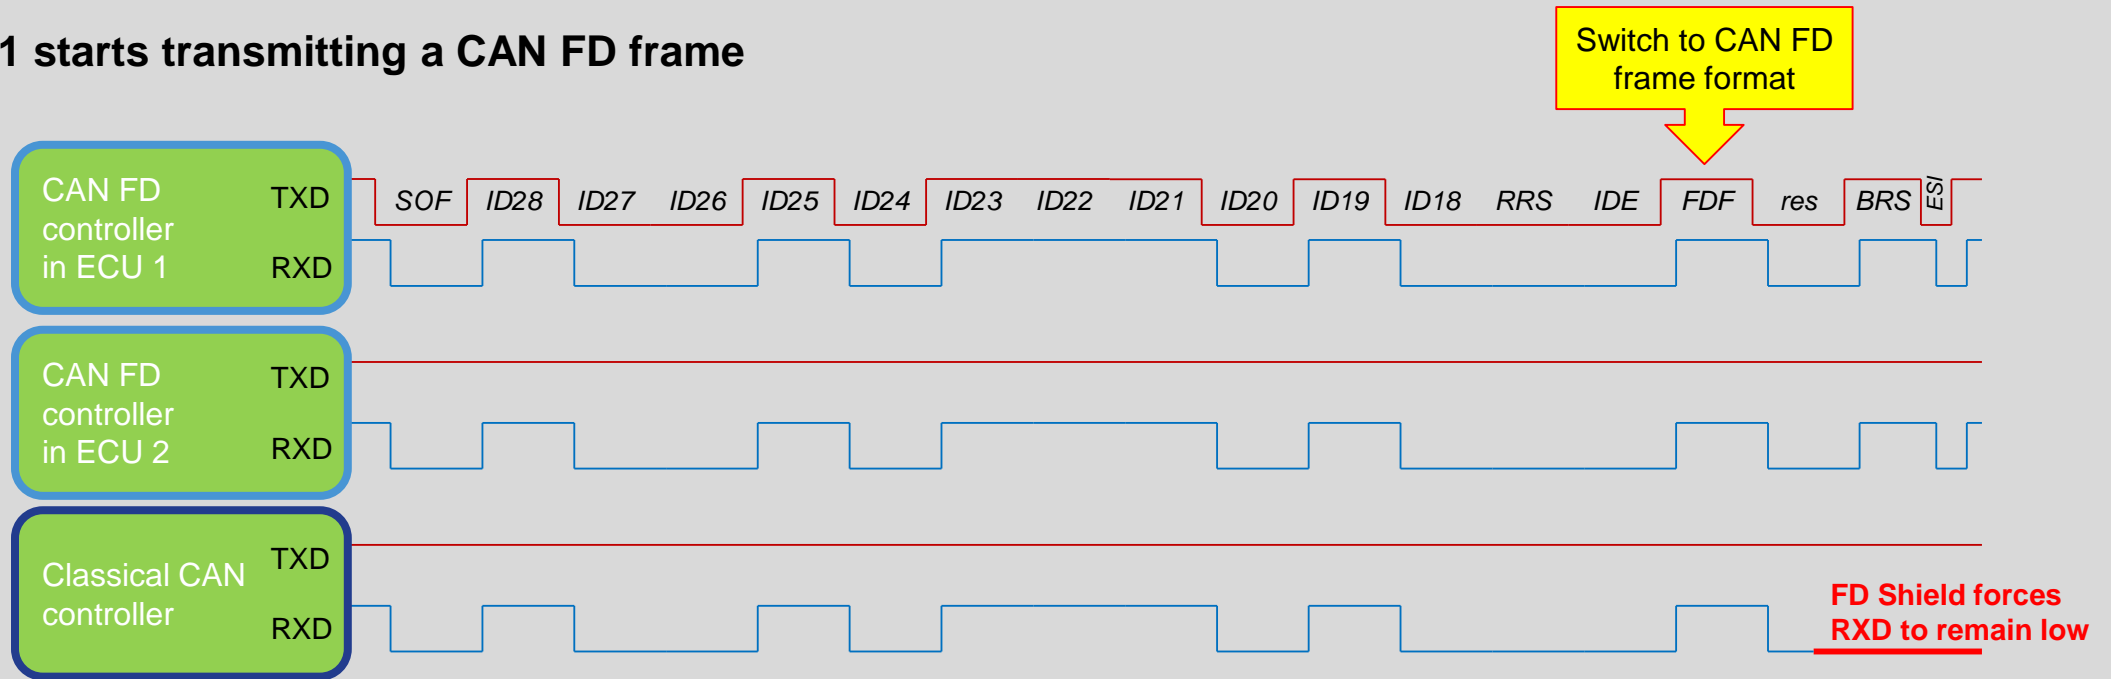 1 starts transmitting a CAN FD frame
Switch to CAN FD
frame format
CAN FD
controller
in ECU 1
TXD
RXD
SOF ID28 ID27 ID26 ID25 ID24 ID23 ID22 ID21 ID20 ID19 ID18 RRS IDE FDF res BRS ESI
CAN FD
controller
in ECU 2
TXD
RXD
Classical CAN
controller
TXD
RXD
FD Shield forces
RXD to remain low